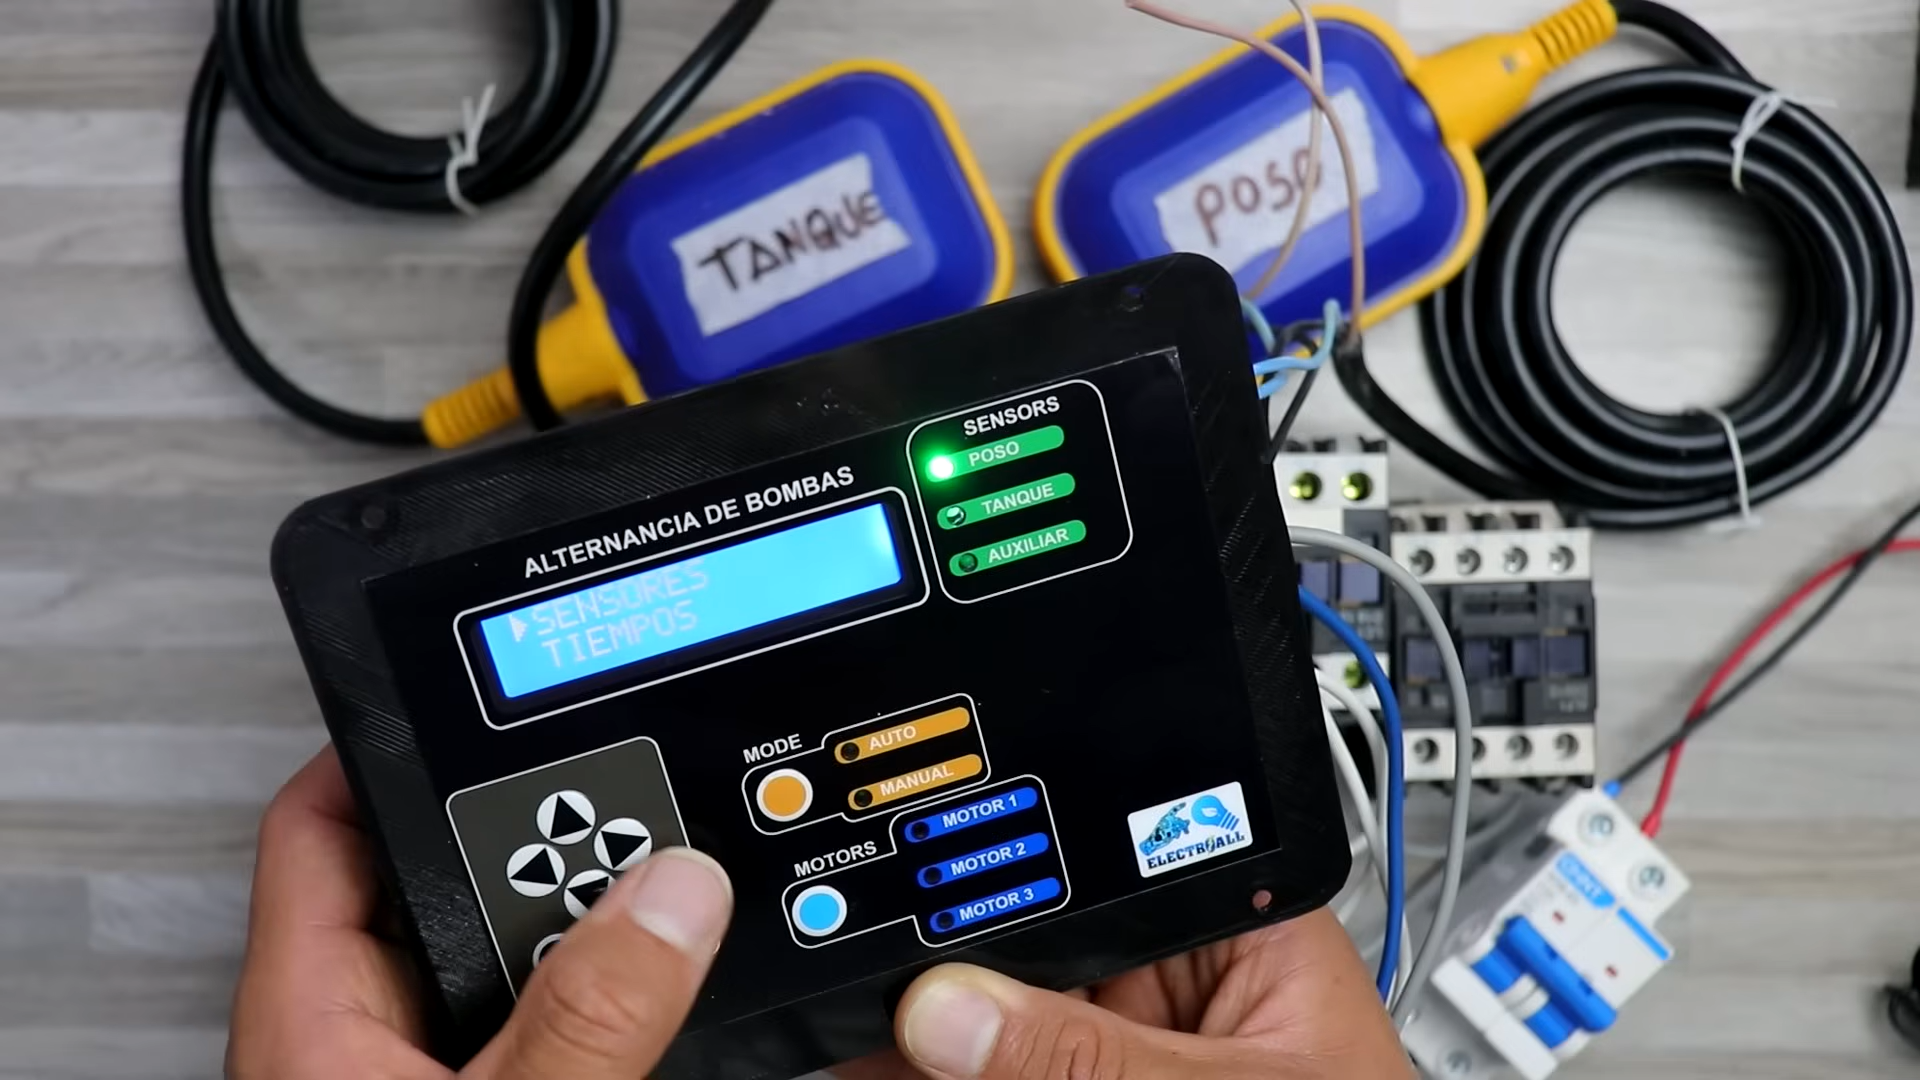 TANQUE
POSO
ALTERNANCIA DE BOMBAS
SENSORES
TIEMPOS
SENSORS
POSO
TANQUE
AUXILIAR
MODE
AUTO
MANUAL
MOTORS
MOTOR 1
MOTOR 2
MOTOR 3
ELECTROALL
CHNT